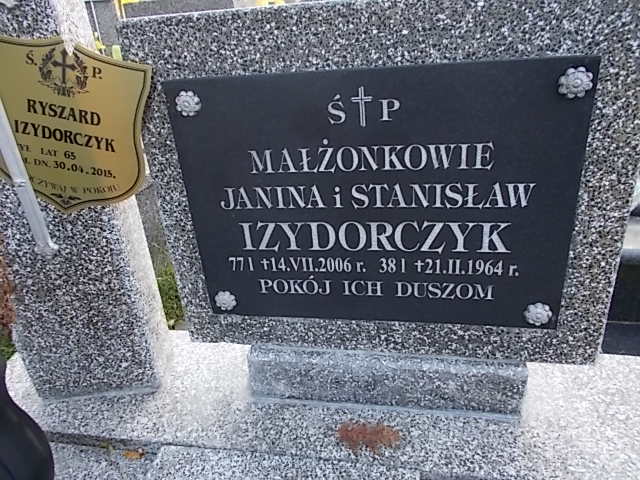 Ś P
RYSZARD
IZYDORCZYK
LAT 65
DN. 30.04.2015.
W POKOJU
Ś † P
MAŁŻONKOWIE
JANINA i STANISŁAW
IZYDORCZYK
77 l †14.VII.2006 r. 38 l †21.II.1964 r.
POKÓJ ICH DUSZOM